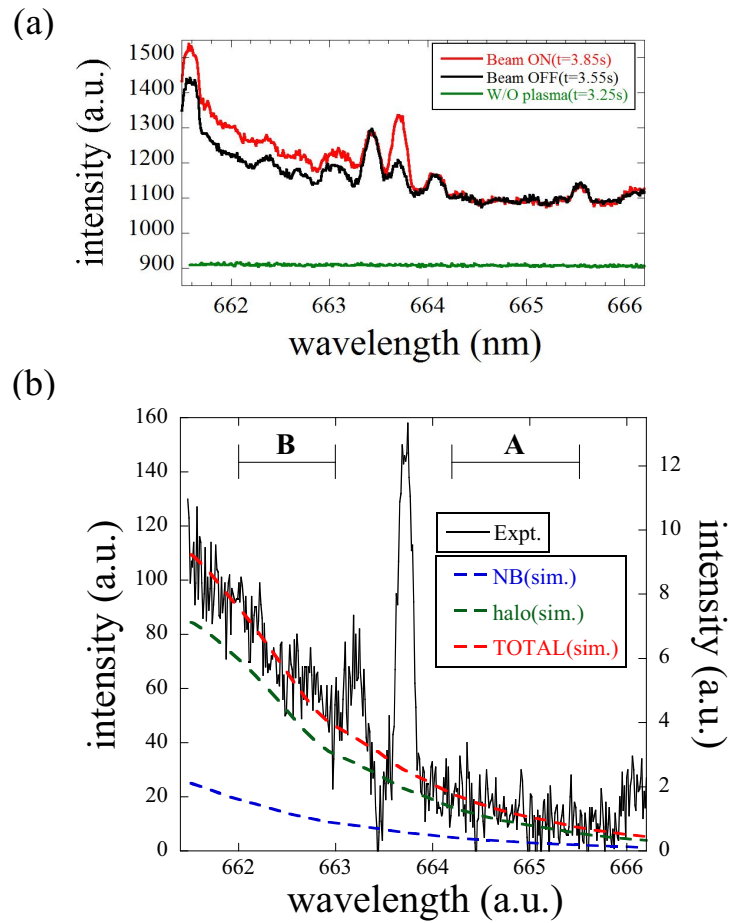 (a)
1500
1400
1300
1200
1100
1000
900
intensity (a.u.)
Beam ON(t=3.85s)
Beam OFF(t=3.55s)
W/O plasma(t=3.25s)
662 663 664 665 666
wavelength (nm)
(b)
160
140
120
100
80
60
40
20
0
intensity (a.u.)
B
A
Expt.
NB(sim.)
halo(sim.)
TOTAL(sim.)
12
10
8
6
4
2
0
intensity (a.u.)
662 663 664 665 666
wavelength (a.u.)